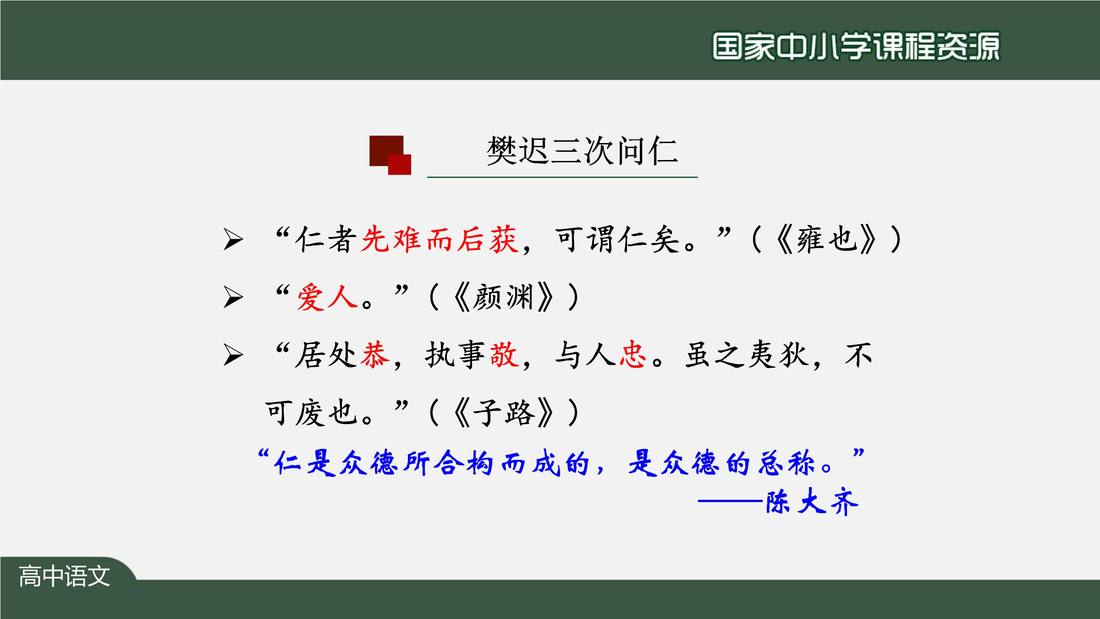 国家中小学课程资源
樊迟三次问仁
“仁者先难而后获，可谓仁矣。”（《雍也》）
“爱人。”（《颜渊》）
“居处恭，执事敬，与人忠。虽之夷狄，不
可废也。”（《子路》）
“仁是众德所合构而成的，是众德的总称。”
——陈大齐
高中语文